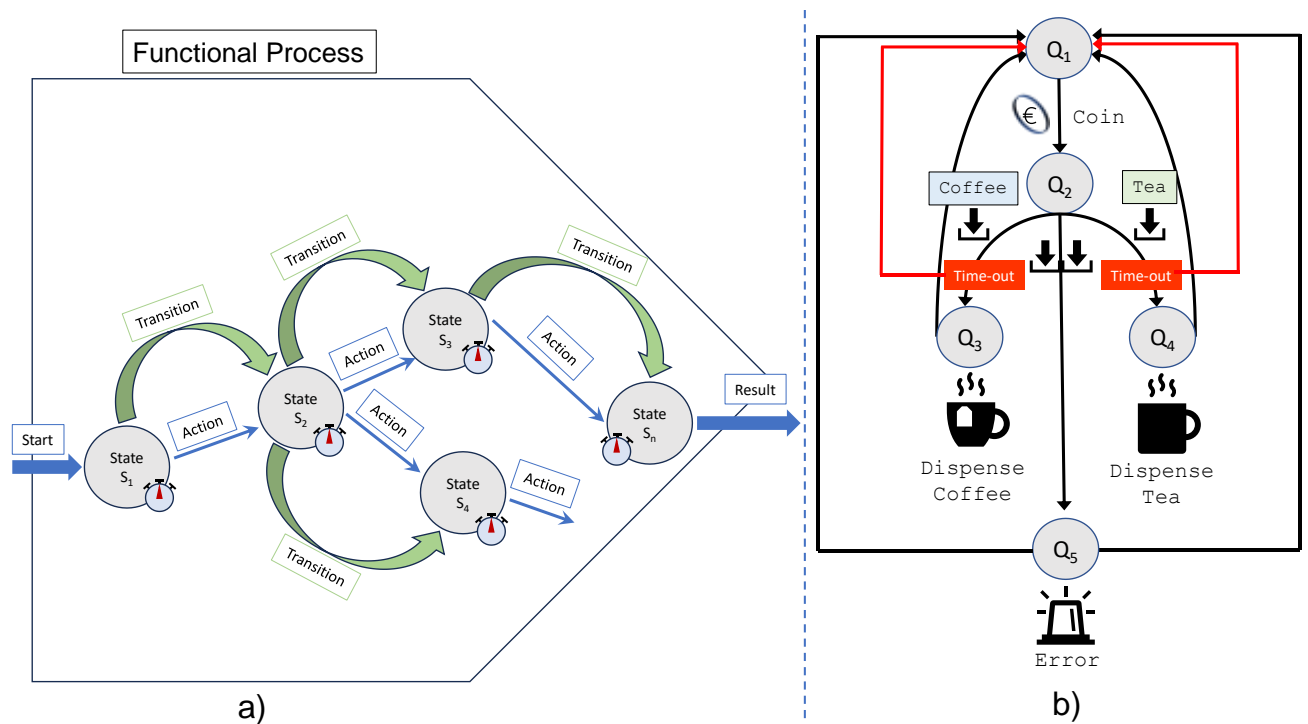 Functional Process
Transition
Transition
Transition
State
S3
Action
Action
Transition
State
S2
Action
Action
State
Sn
Result
Start
State
S1
State
S4
Action
Transition
a)
Q1
€
Coin
Coffee
Q2
Tea
Time-out
Time-out
Q3
Q4
Dispense
Coffee
Dispense
Tea
Q5
Error
b)